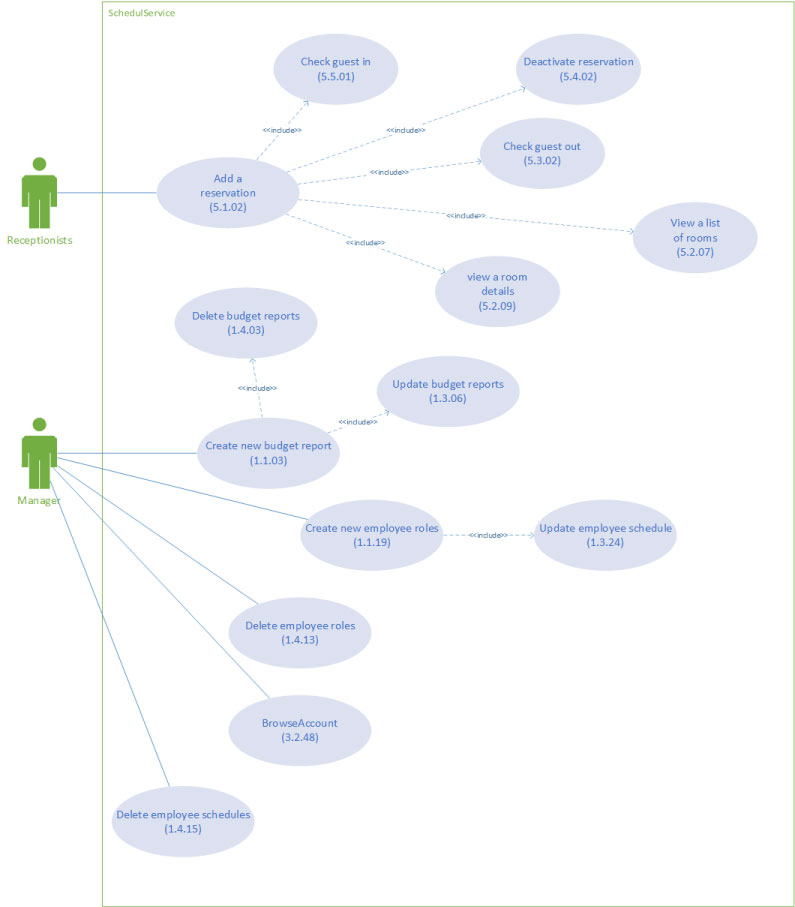 SchedulService
Check guest in
(5.5.01)
Deactivate reservation
(5.4.02)
<<include>>
<<include>>
Check guest out
(5.3.02)
<<include>>
Add a
reservation
(5.1.02)
Receptionists
<<include>>
View a list
of rooms
(5.2.07)
<<include>>
view a room
details
(5.2.09)
Delete budget reports
(1.4.03)
<<include>>
Update budget reports
(1.3.06)
<<include>>
Create new budget report
(1.1.03)
Manager
Create new employee roles
(1.1.19)
<<include>>
Update employee schedule
(1.3.24)
Delete employee roles
(1.4.13)
BrowseAccount
(3.2.48)
Delete employee schedules
(1.4.15)